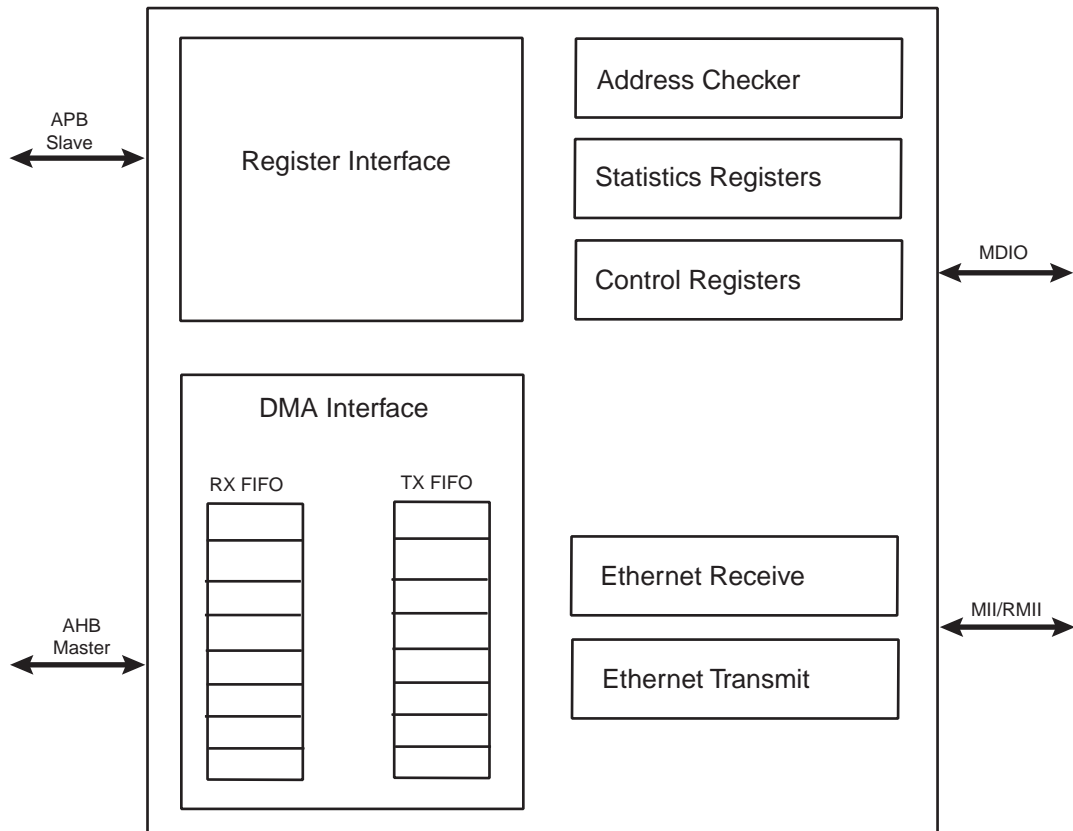 Address Checker
APB
Slave
Register Interface
Statistics Registers
MDIO
Control Registers
DMA Interface
RX FIFO
TX FIFO
Ethernet Receive
MII/RMII
AHB
Master
Ethernet Transmit